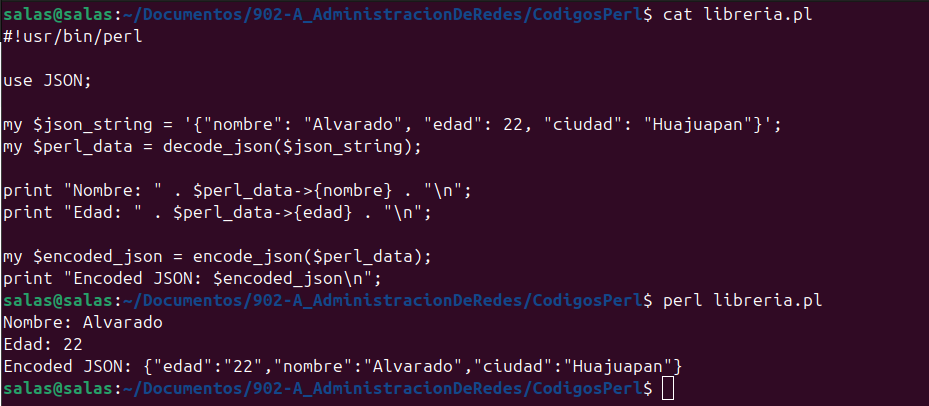 salas@salas:~/Documentos/902-A_AdministracionDeRedes/CodigosPerl$ cat libreria.pl
#!usr/bin/perl
use JSON;
my $json_string = '{"nombre": "Alvarado", "edad": 22, "ciudad": "Huajuapan"}';
my $perl_data = decode_json($json_string);
print "Nombre: " . $perl_data->{nombre} . "\n";
print "Edad: " . $perl_data->{edad} . "\n";
my $encoded_json = encode_json($perl_data);
print "Encoded JSON: $encoded_json\n";
salas@salas:~/Documentos/902-A_AdministracionDeRedes/CodigosPerl$ perl libreria.pl
Nombre: Alvarado
Edad: 22
Encoded JSON: {"edad":"22","nombre":"Alvarado","ciudad":"Huajuapan"}
salas@salas:~/Documentos/902-A_AdministracionDeRedes/CodigosPerl$